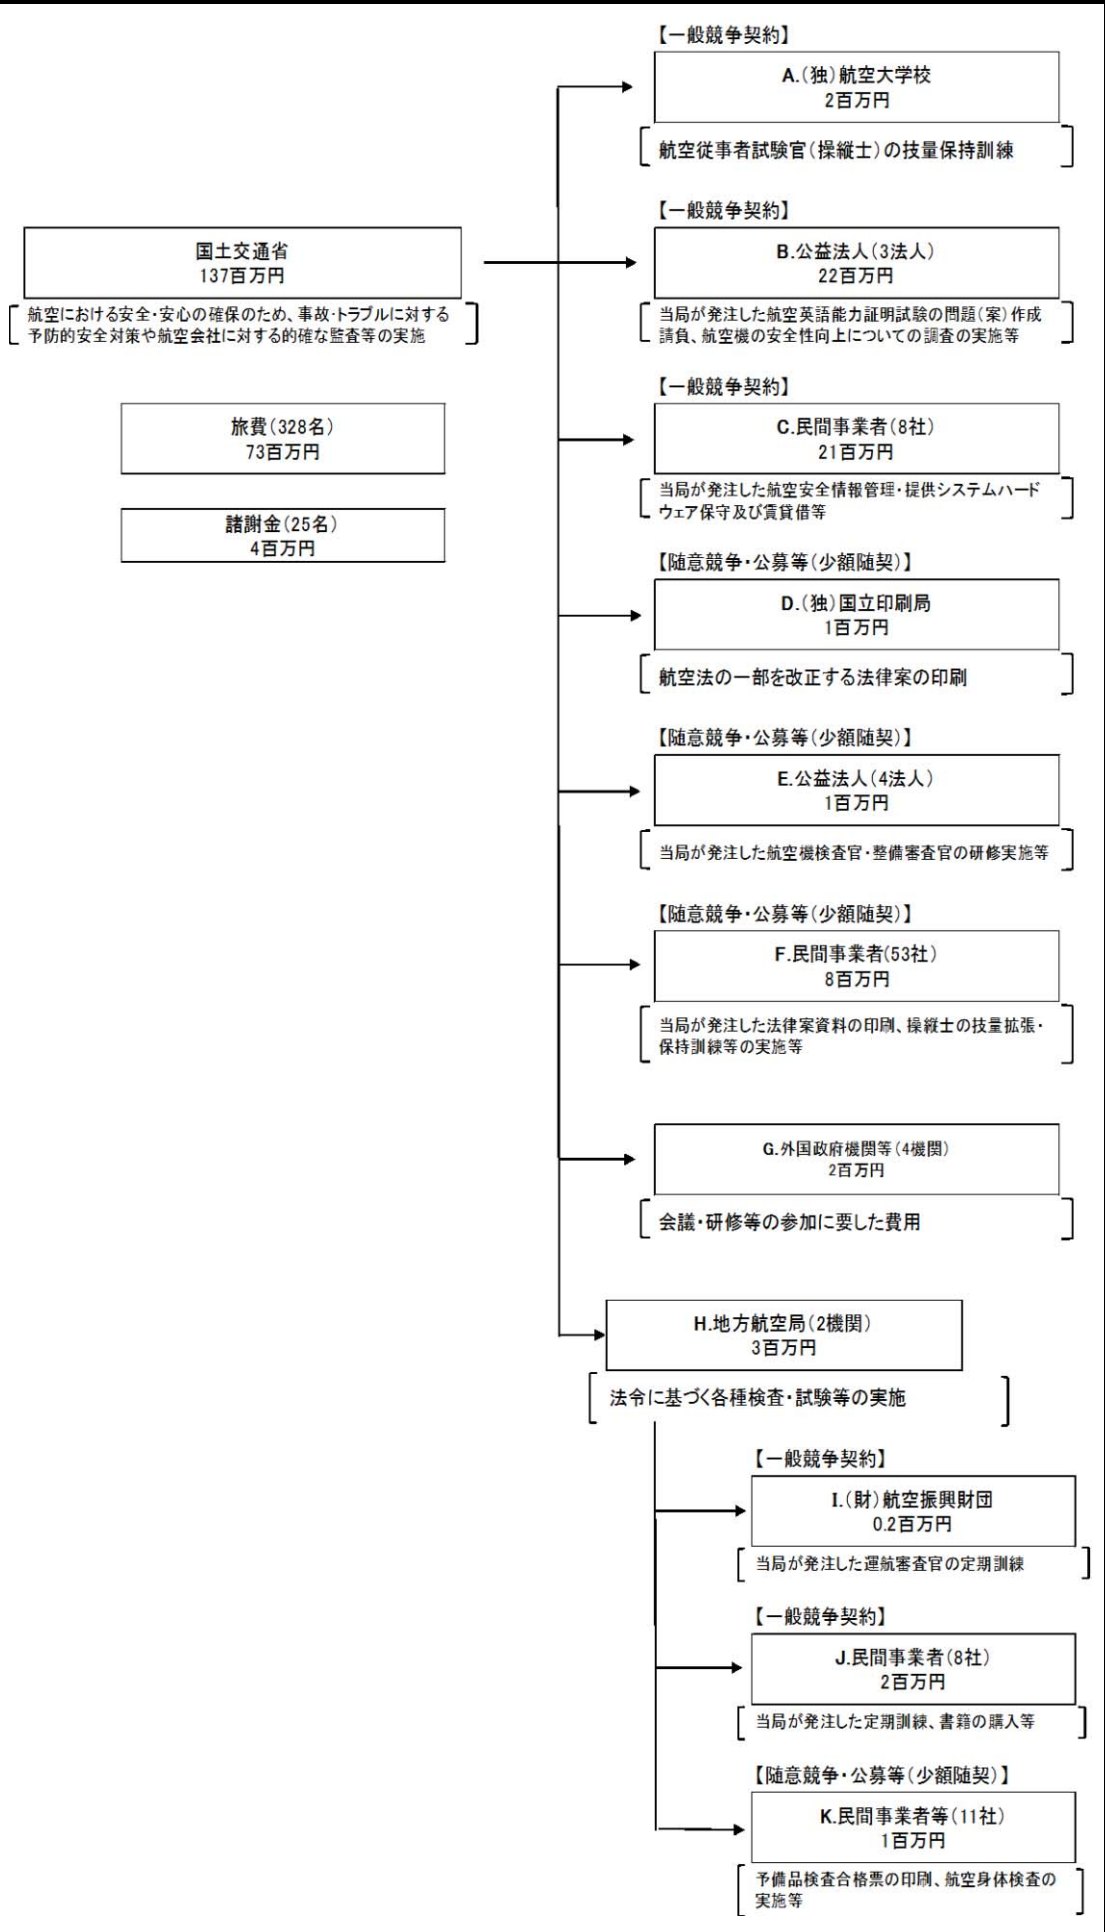 国土交通省
137百万円
航空における安全・安心の確保のため、事故・トラブルに対する
予防的安全対策や航空会社に対する的確な監査等の実施
旅費(328名)
73百万円
諸謝金(25名)
4百万円
【一般競争契約】
A.(独)航空大学校
2百万円
航空従事者試験官(操縦士)の技量保持訓練
【一般競争契約】
B.公益法人(3法人)
22百万円
当局が発注した航空英語能力証明試験の問題(案)作成
請負、航空機の安全性向上についての調査の実施等
【一般競争契約】
C.民間事業者(8社)
21百万円
当局が発注した航空安全情報管理・提供システムハード
ウェア保守及び賃貸借等
【随意競争・公募等(少額随契)】
D.(独)国立印刷局
1百万円
航空法の一部を改正する法律案の印刷
【随意競争・公募等(少額随契)】
E.公益法人(4法人)
1百万円
当局が発注した航空機検査官・整備審査官の研修実施等
【随意競争・公募等(少額随契)】
F.民間事業者(53社)
8百万円
当局が発注した法律案資料の印刷、操縦士の技量拡張・
保持訓練等の実施等
G.外国政府機関等(4機関)
2百万円
会議・研修等の参加に要した費用
H.地方航空局(2機関)
3百万円
法令に基づく各種検査・試験等の実施
【一般競争契約】
I.(財)航空振興財団
0.2百万円
当局が発注した運航審査官の定期訓練
【一般競争契約】
J.民間事業者(8社)
2百万円
当局が発注した定期訓練、書籍の購入等
【随意競争・公募等(少額随契)】
K.民間事業者等(11社)
1百万円
予備品検査合格票の印刷、航空身体検査の
実施等